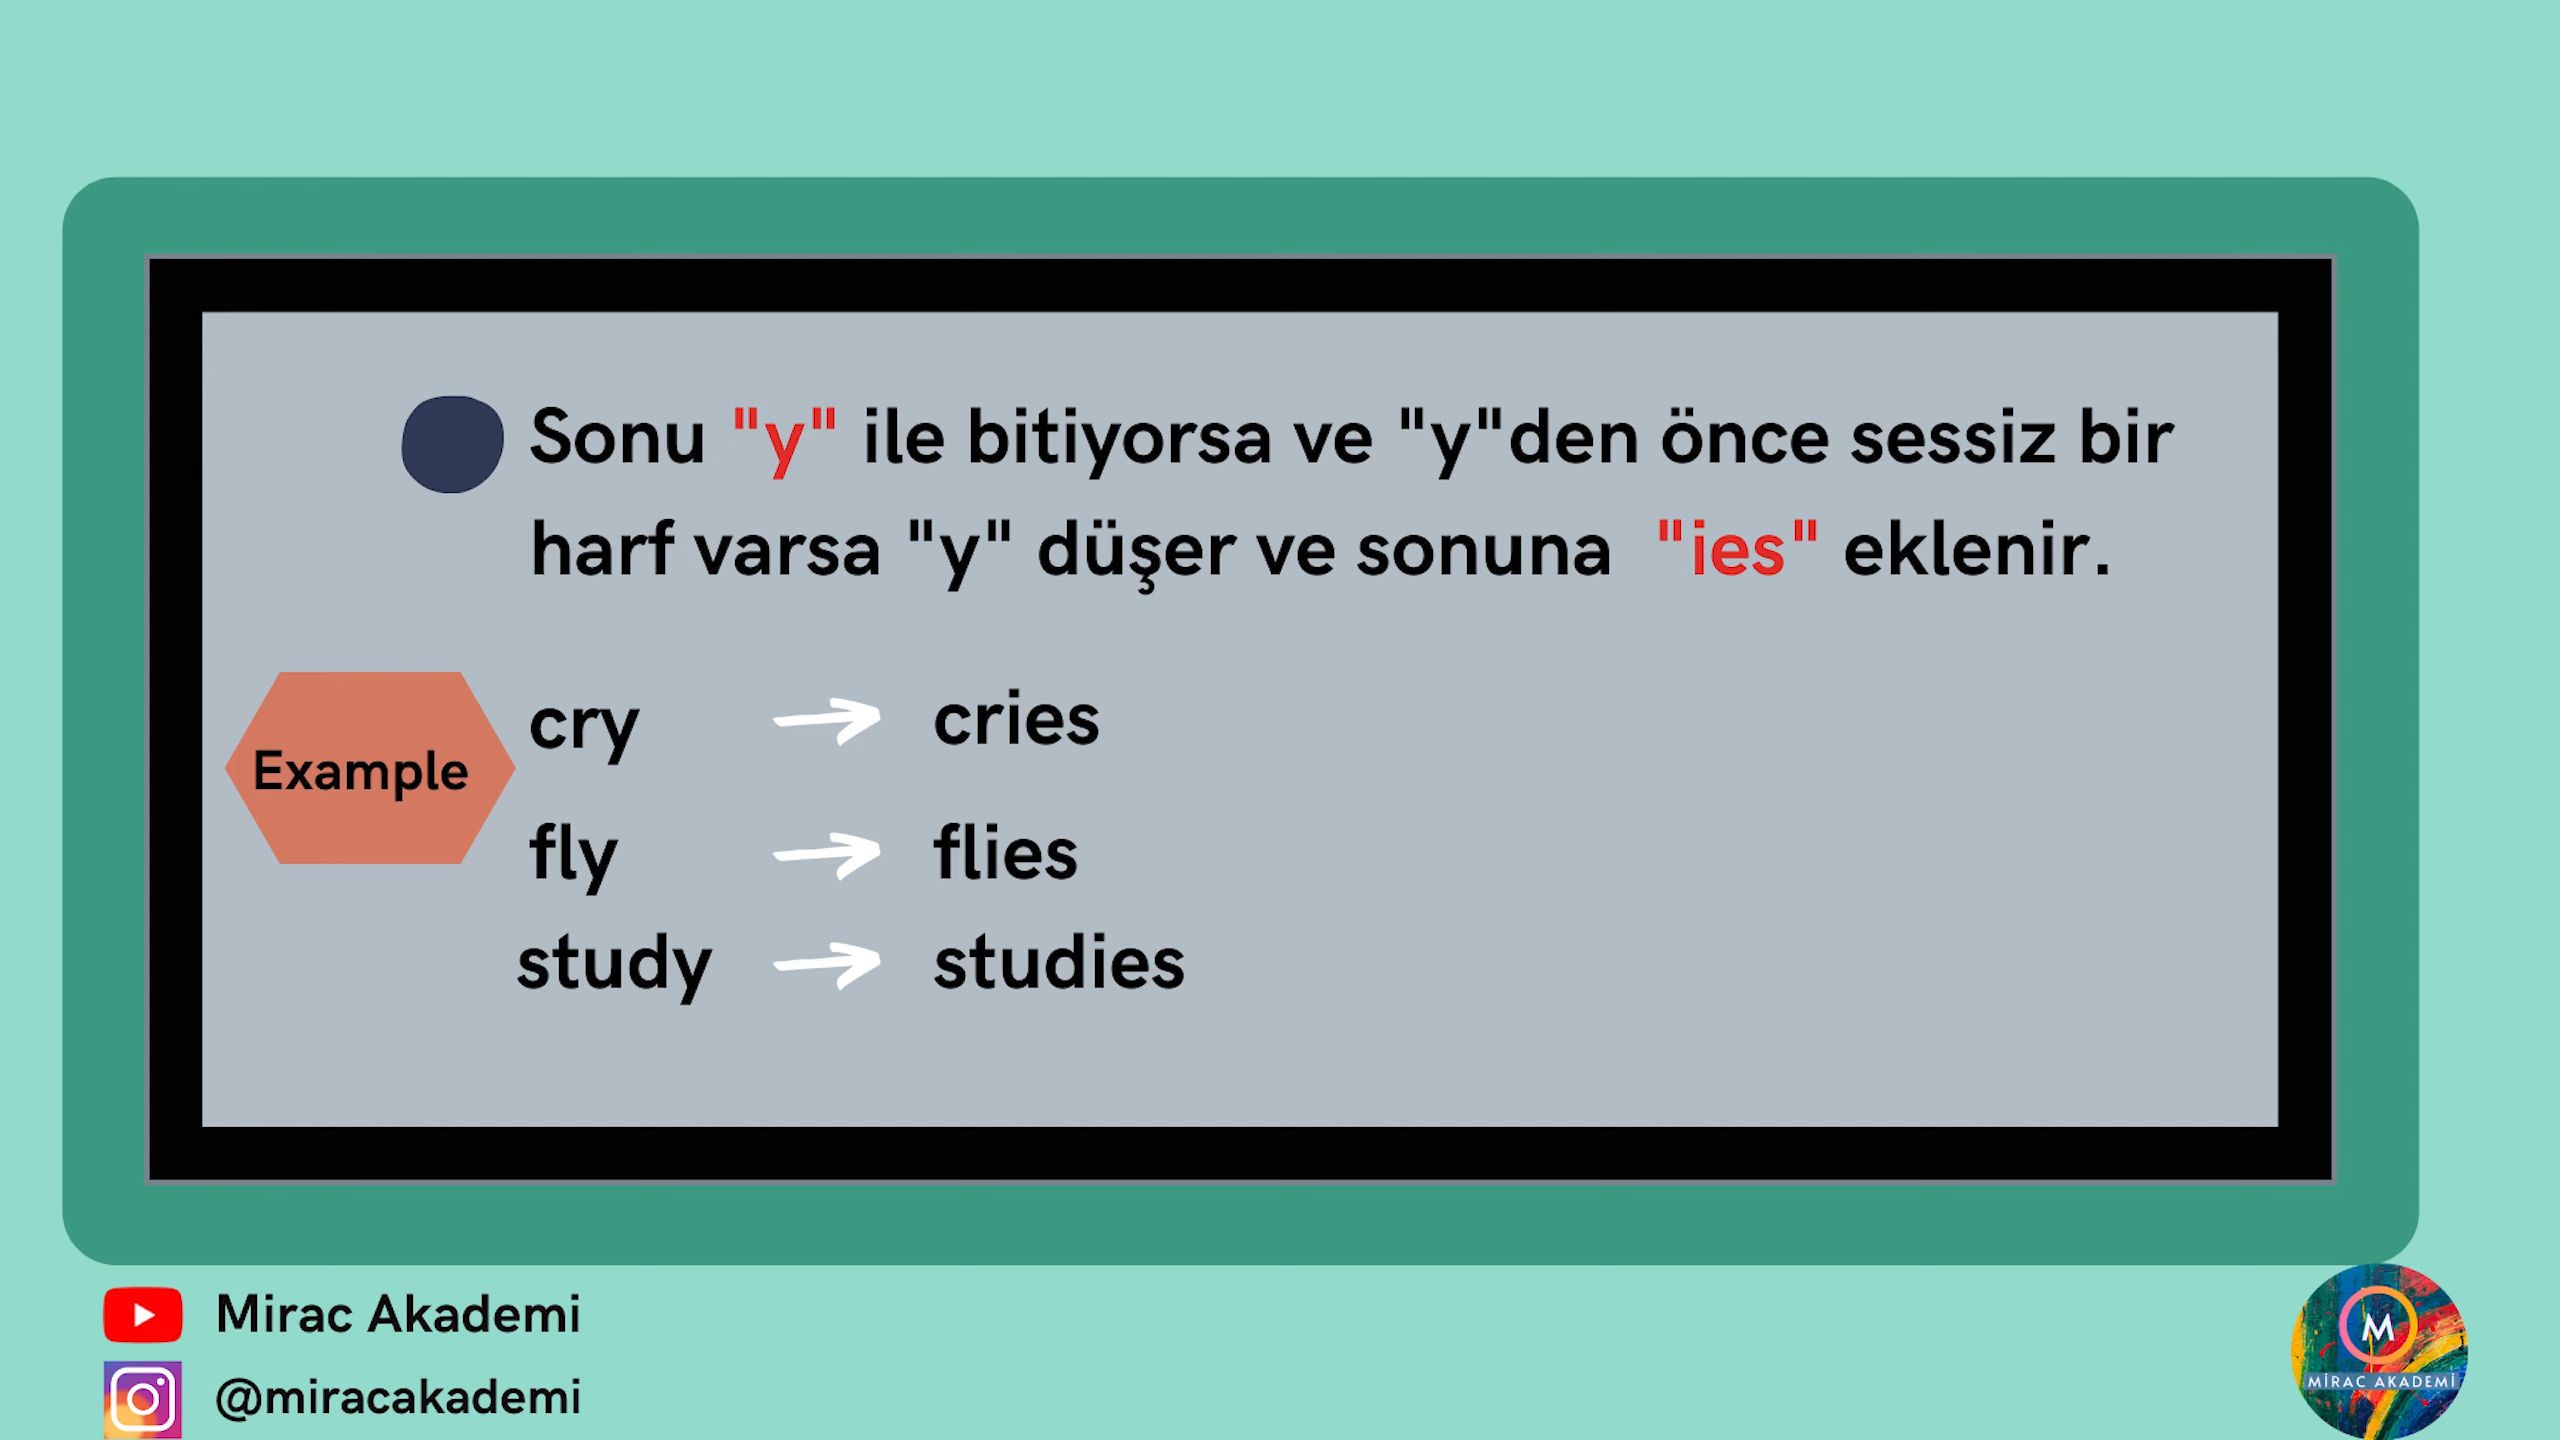 Sonu "y" ile bitiyorsa ve "y"den önce sessiz bir
harf varsa "y" düşer ve sonuna "ies" eklenir.
Example
cry → cries
fly → flies
study → studies
Mirac Akademi
@miracakademi
M
MİRAC AKADEMİ